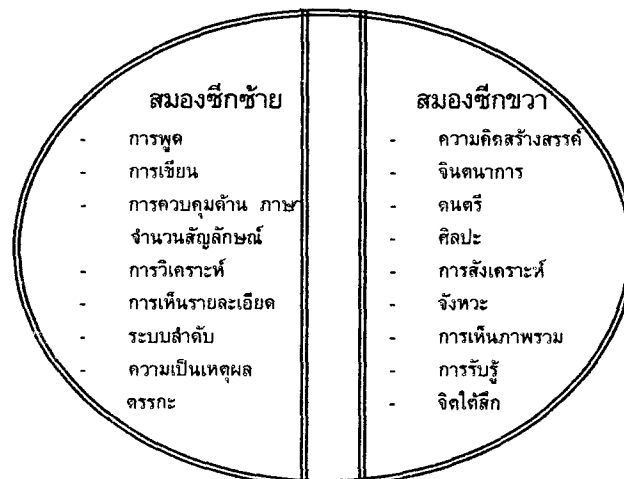 สมองซีกซ้าย
- การพูด
- การเขียน
- การควบคุมด้าน ภาษา
จำนวนสัญลักษณ์
- การวิเคราะห์
- การเห็นรายละเอียด
- ระบบลำดับ
- ความเป็นเหตุผล
ตรรกะ
สมองซีกขวา
- ความคิดสร้างสรรค์
- จินตนาการ
- ดนตรี
- ศิลปะ
- การสังเคราะห์
- จังหวะ
- การเห็นภาพรวม
- การรับรู้
- จิตใต้สึก